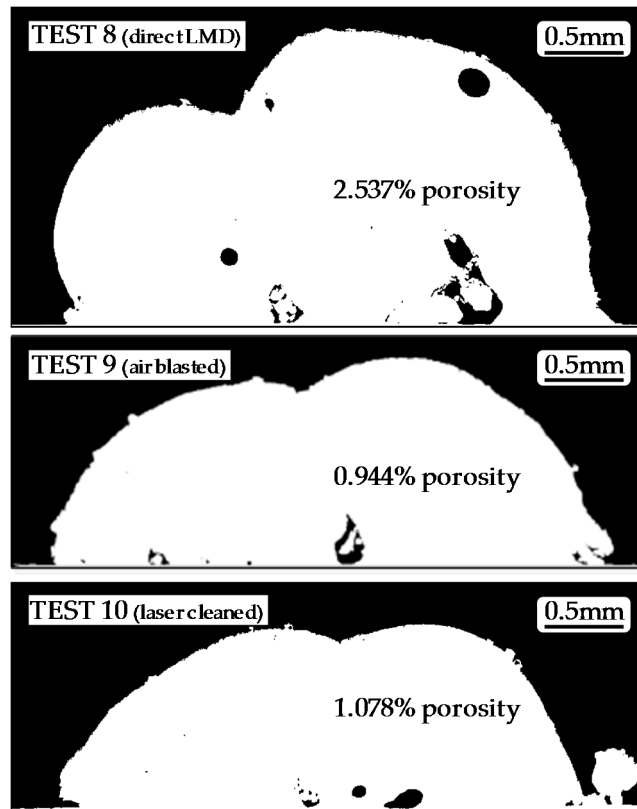 TEST 8 (direct LMD)
0.5mm
2.537% porosity
TEST 9 (air blasted)
0.5mm
0.944% porosity
TEST 10 (laser cleaned)
0.5mm
1.078% porosity